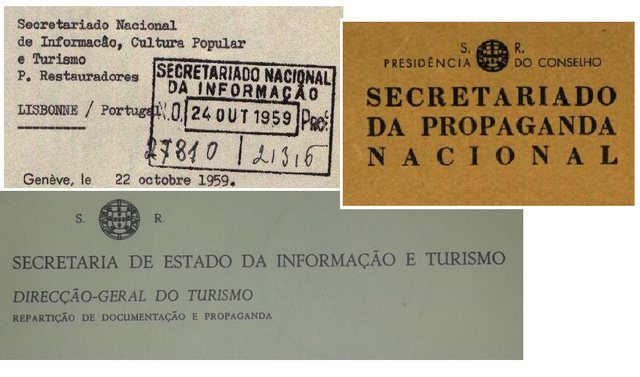 Secretariado Nacional
de Informacão, Cultura Popular
e Turismo
P. Restauradores
LISBONNE / Portugal
SECRETARIADO NACIONAL
DA INFORMAÇÃO
N.O. 24 OUT 1959 Proc.
27810 | 21315
Genève, le 22 octobre 1959.
S. R.
PRESIDÊNCIA DO CONSELHO
SECRETARIADO
DA PROPAGANDA
NACIONAL
S. R.
SECRETARIA DE ESTADO DA INFORMAÇÃO E TURISMO
DIRECÇÃO-GERAL DO TURISMO
REPARTIÇÃO DE DOCUMENTAÇÃO E PROPAGANDA